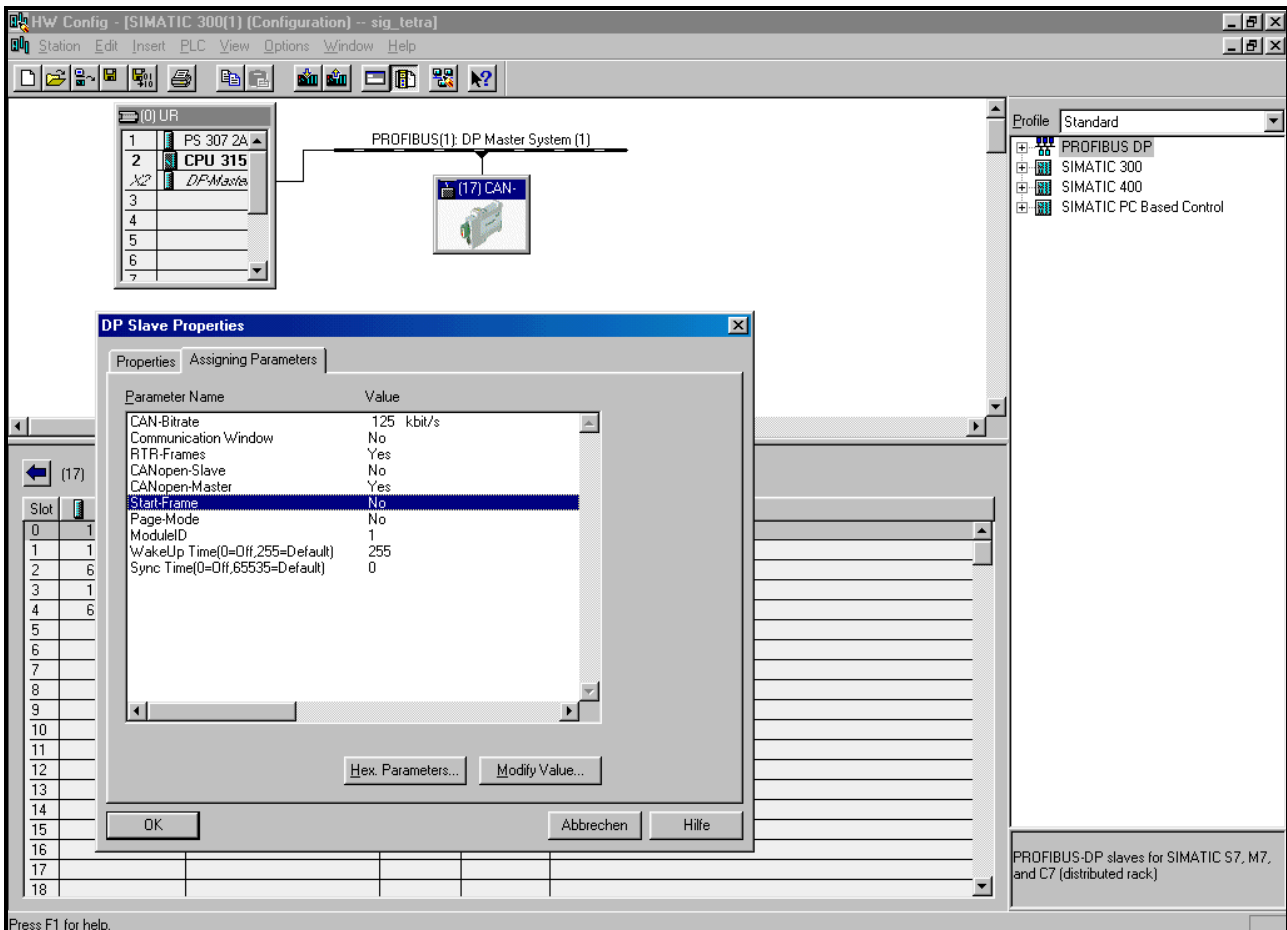 HW Config - [SIMATIC 300(1) (Configuration) -- sig_tetra]
Station Edit Insert PLC View Options Window Help
(0) UR
1 PS 307 2A
2 CPU 315
X2 DP-Master
3
4
5
6
7
PROFIBUS(1): DP Master System (1)
(17) CAN-
Profile Standard
PROFIBUS DP
SIMATIC 300
SIMATIC 400
SIMATIC PC Based Control
DP Slave Properties
Properties Assigning Parameters
Parameter Name Value
CAN-Bitrate 125 kbit/s
Communication Window No
RTR-Frames Yes
CANopen-Slave No
CANopen-Master Yes
Start-Frame No
Page-Mode No
ModuleID 1
WakeUp Time(0=Off,255=Default) 255
Sync Time(0=Off,65535=Default) 0
Hex. Parameters... Modify Value...
OK Abbrechen Hilfe
(17)
Slot
0 1
1 1
2 6
3 1
4 6
5
6
7
8
9
10
11
12
13
14
15
16
17
18
PROFIBUS-DP slaves for SIMATIC S7, M7,
and C7 (distributed rack)
Press F1 for help.